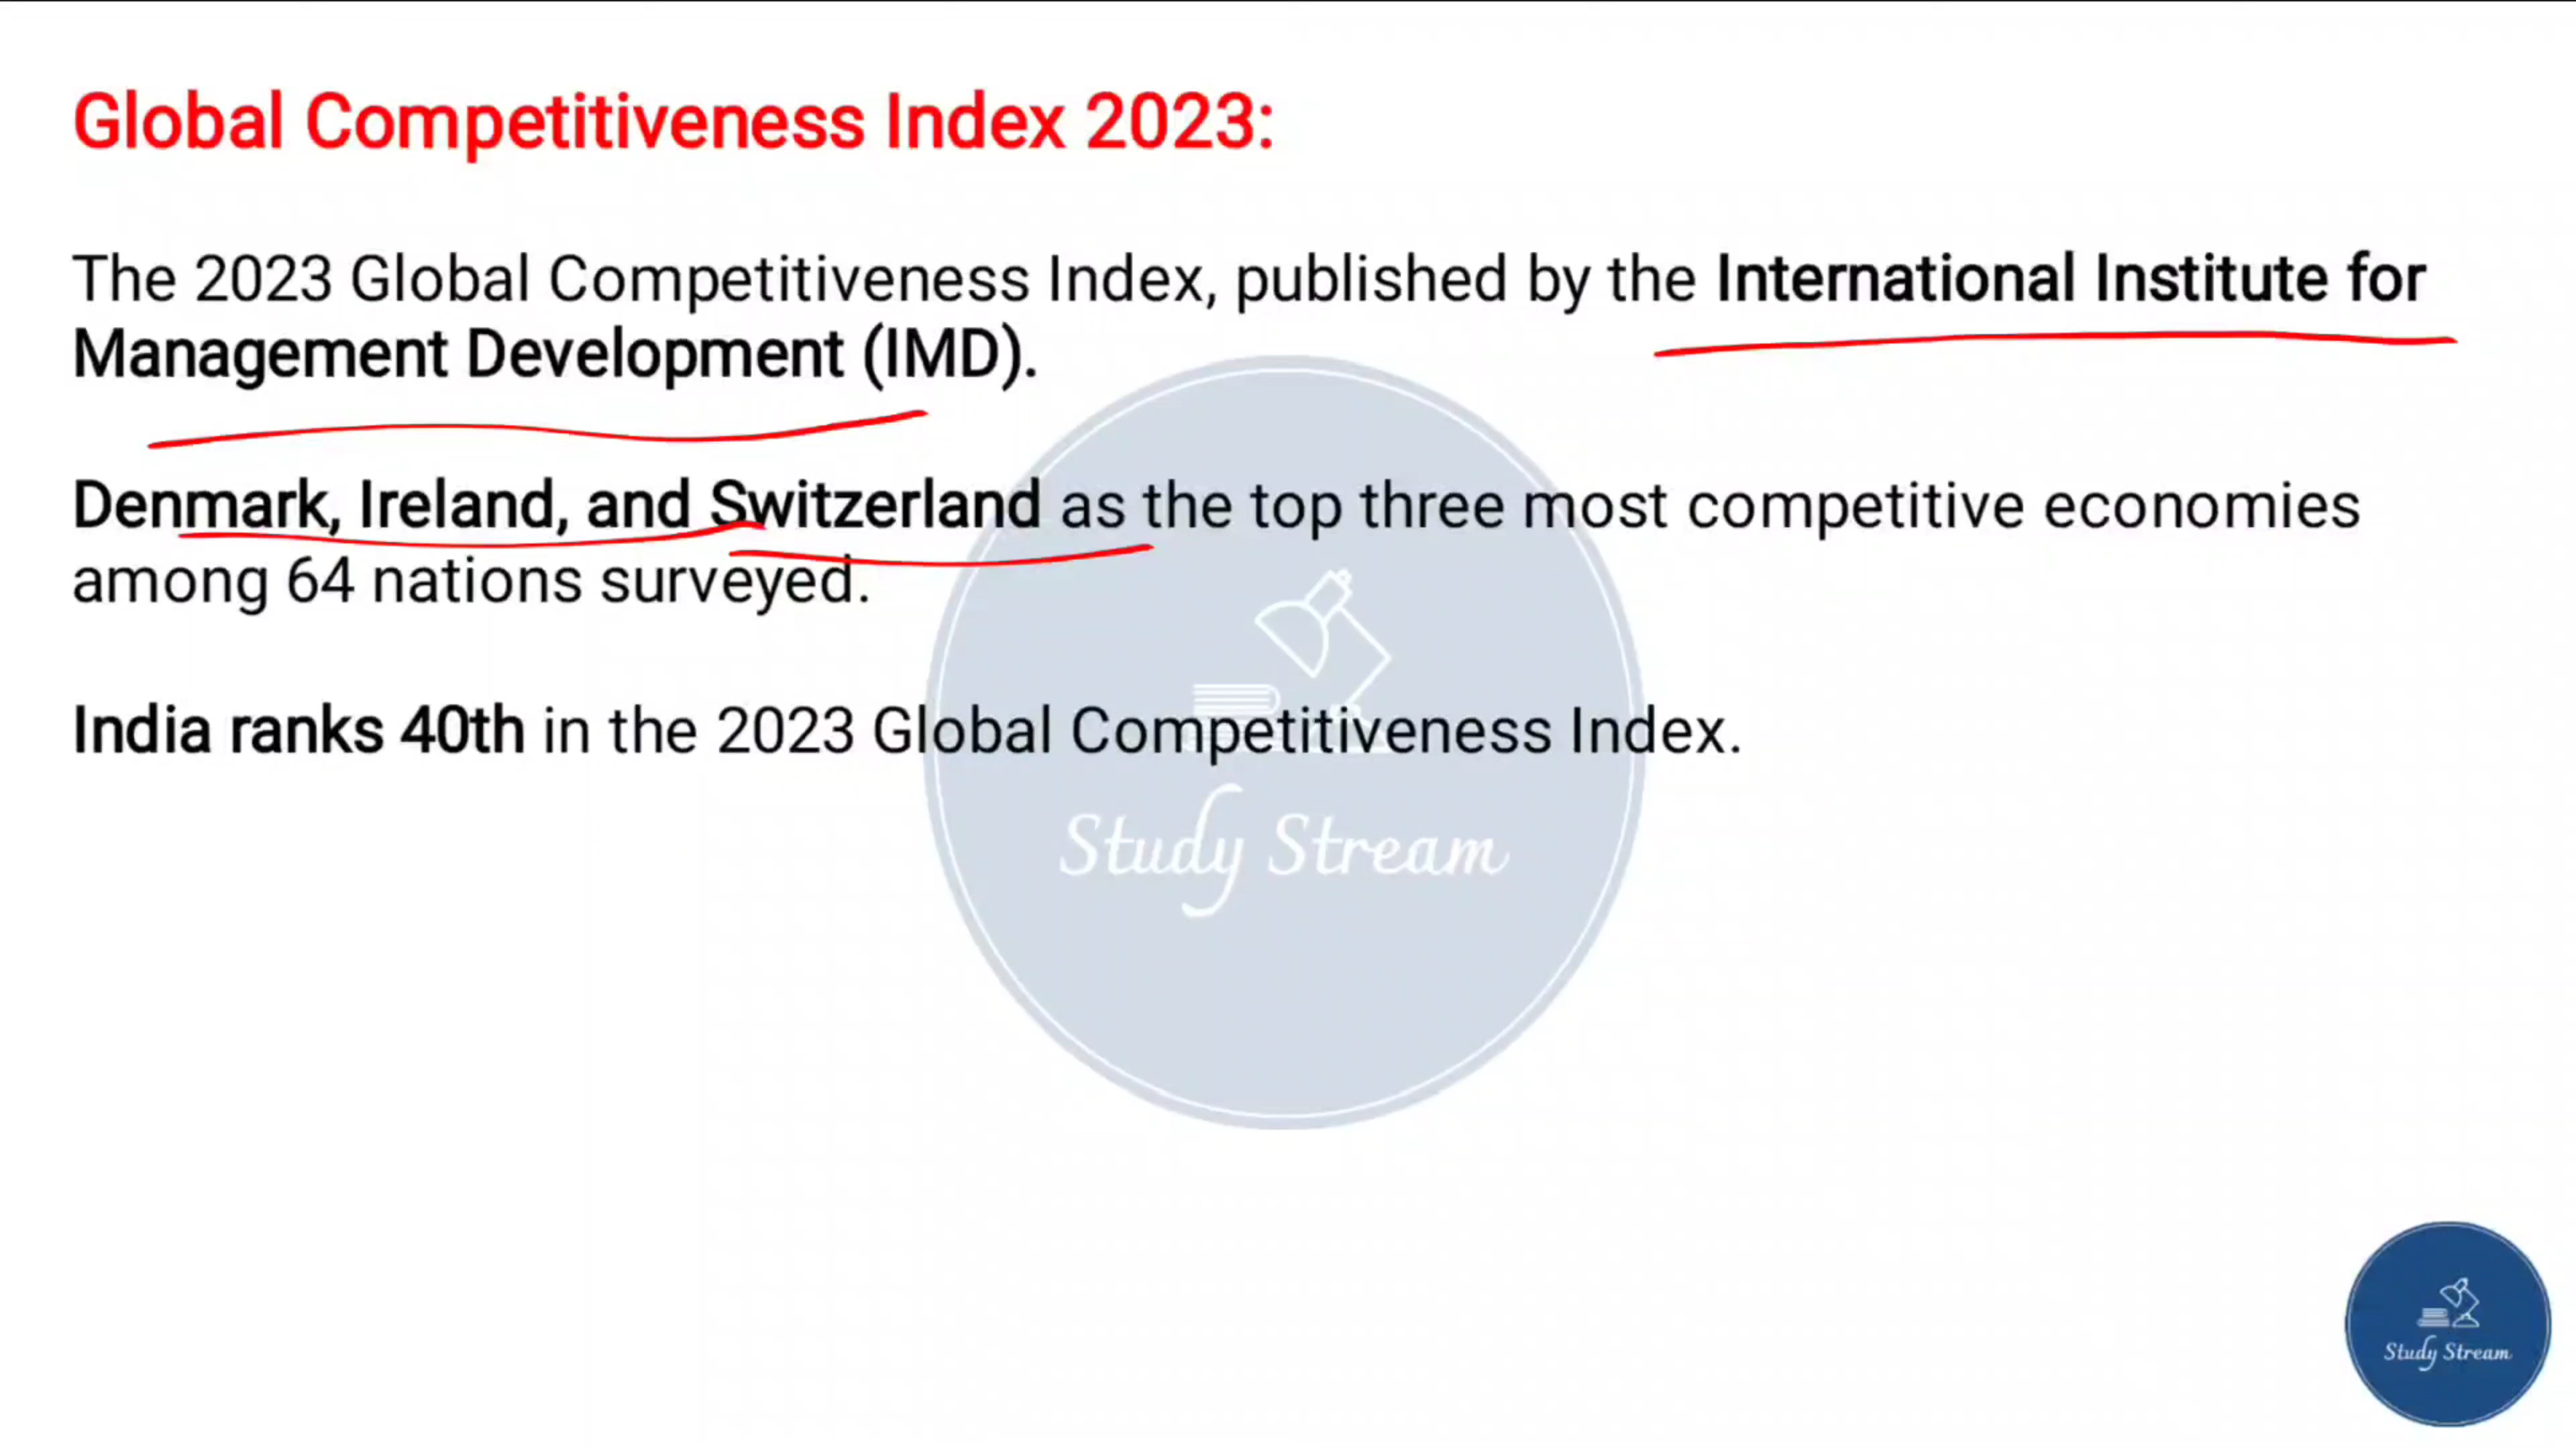 Global Competitiveness Index 2023:
The 2023 Global Competitiveness Index, published by the International Institute for
Management Development (IMD).
Denmark, Ireland, and Switzerland as the top three most competitive economies
among 64 nations surveyed.
India ranks 40th in the 2023 Global Competitiveness Index.
Study Stream
Study Stream